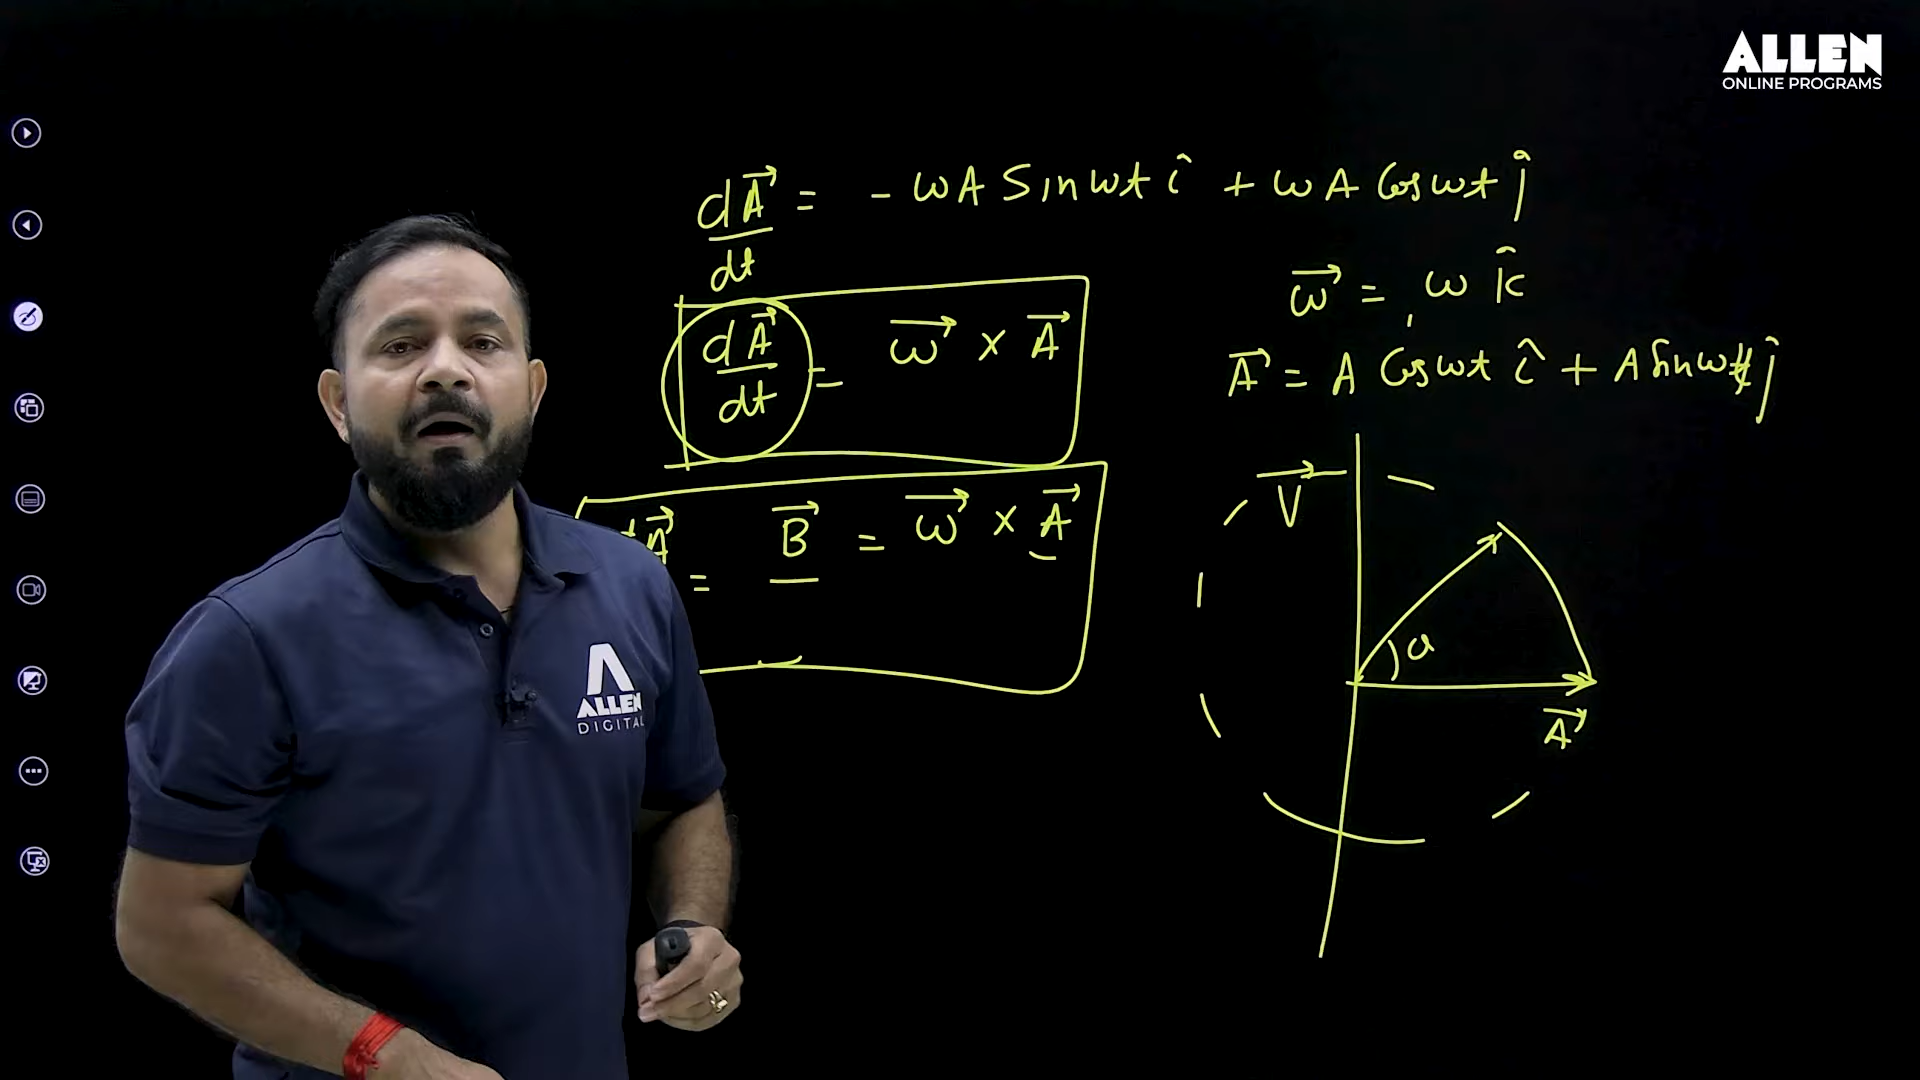 ALLEN
ONLINE PROGRAMS
dA⃗/dt = - ωA Sinωt î + ωA Cosωt ĵ
ω⃗ = ω k̂
dA⃗/dt = ω⃗ × A⃗
A⃗ = A Cosωt î + A Sinωt ĵ
V⃗
A⃗ = B⃗ = ω⃗ × A⃗
A⃗
ALLEN
DIGITAL